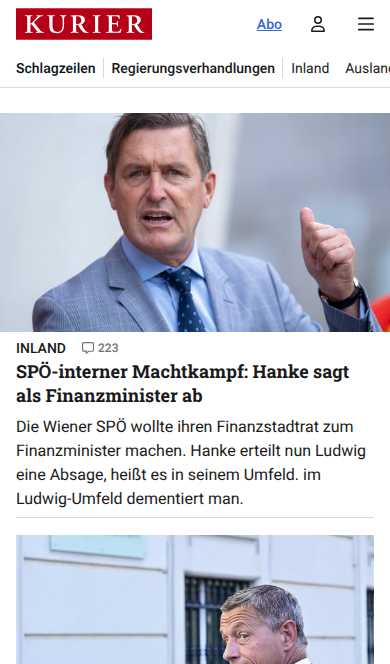 KURIER
Abo
Schlagzeilen
Regierungsverhandlungen
Inland
Auslan
INLAND
223
SPÖ-interner Machtkampf: Hanke sagt
als Finanzminister ab
Die Wiener SPÖ wollte ihren Finanzstadtrat zum
Finanzminister machen. Hanke erteilt nun Ludwig
eine Absage, heißt es in seinem Umfeld. im
Ludwig-Umfeld dementiert man.